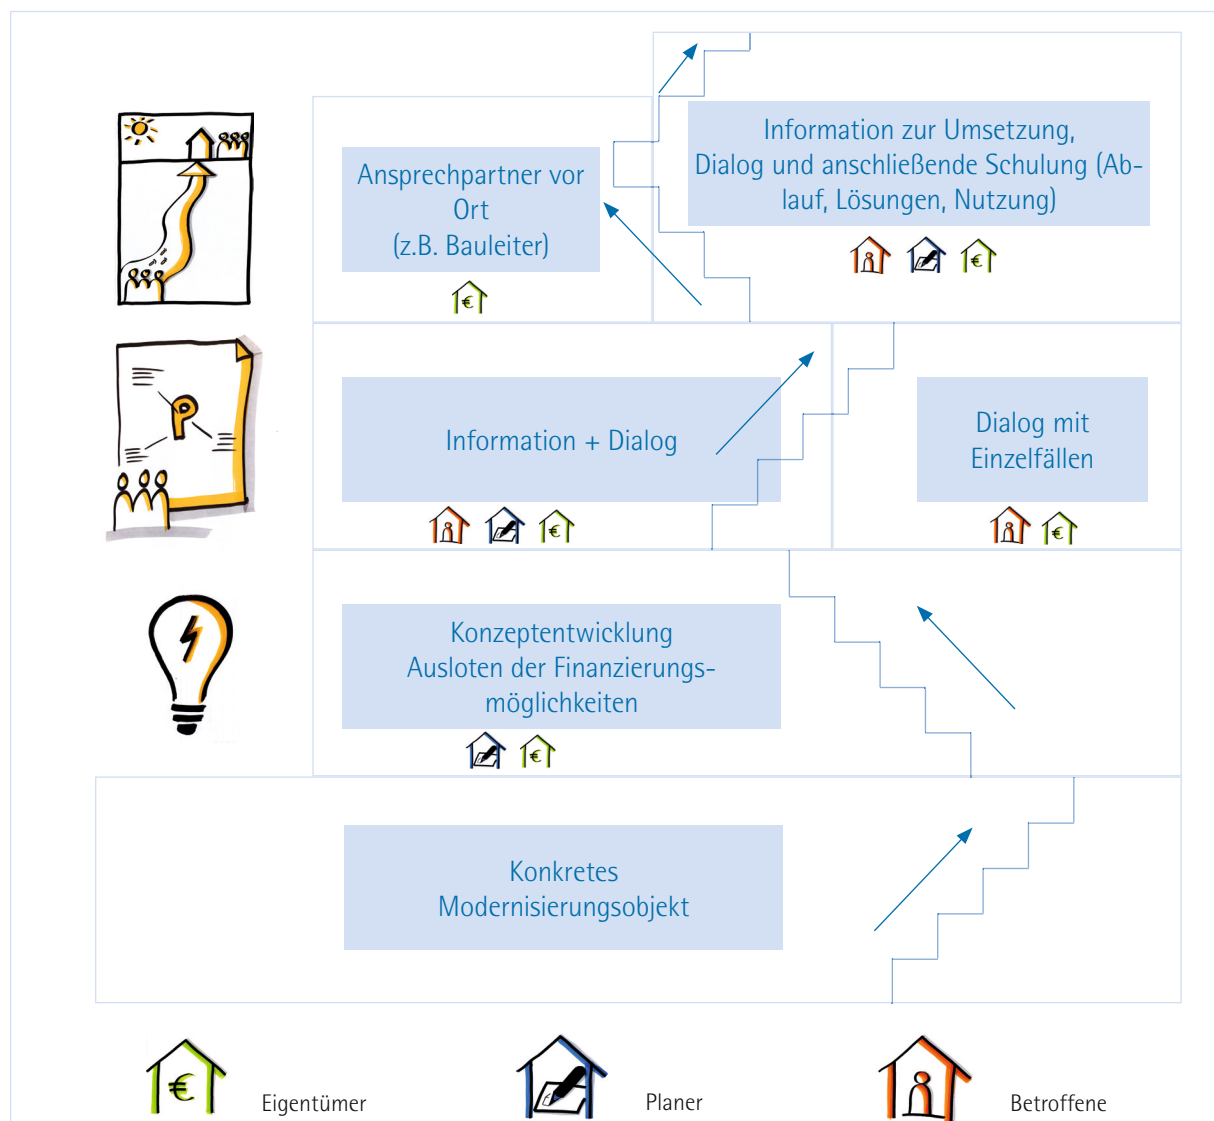 Information zur Umsetzung,
Dialog und anschließende Schulung (Ab-
lauf, Lösungen, Nutzung)
Ansprechpartner vor
Ort
(z.B. Bauleiter)
€
€
P
Information + Dialog
Dialog mit
Einzelfällen
€
€
Konzeptentwicklung
Ausloten der Finanzierungs-
möglichkeiten
€
Konkretes
Modernisierungsobjekt
€ Eigentümer
Planer
Betroffene